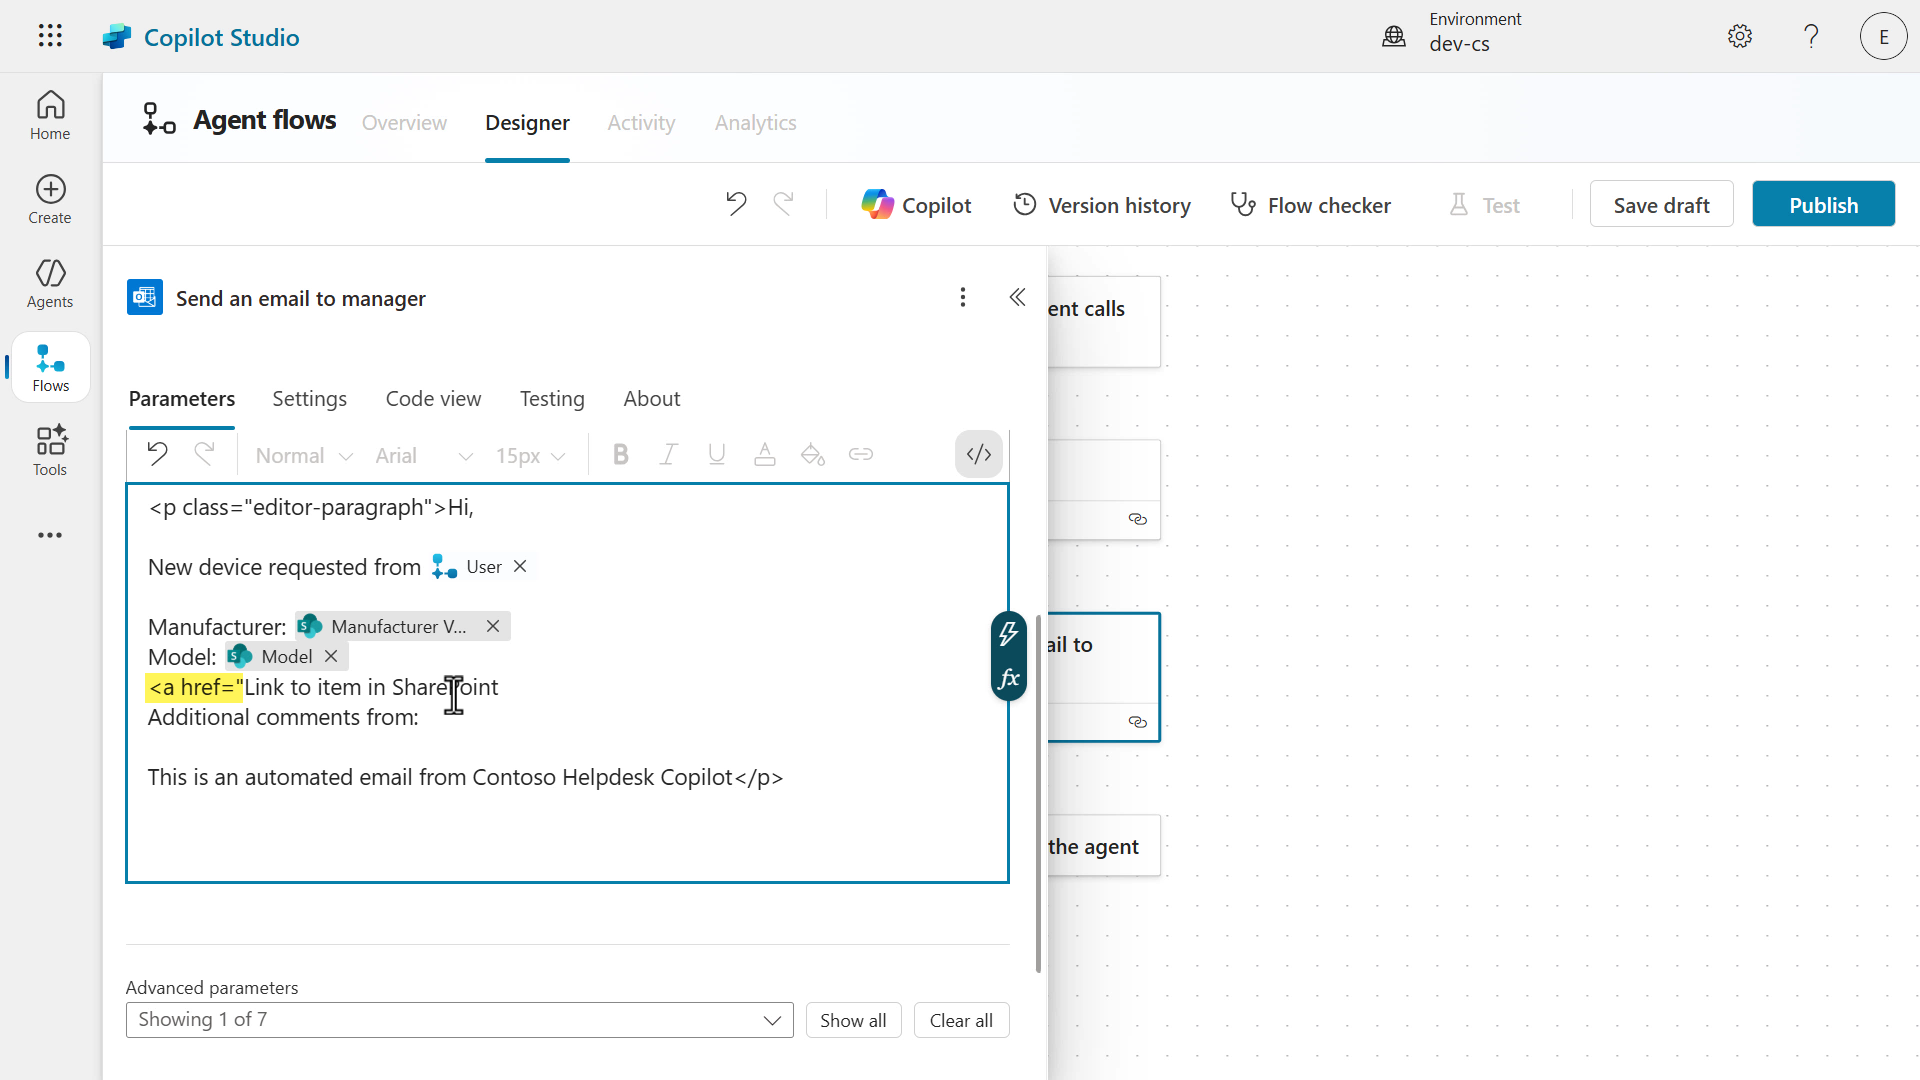 Copilot Studio
Environment
dev-cs
E
Home
Create
Agents
Flows
Tools
Agent flows
Overview
Designer
Activity
Analytics
Copilot
Version history
Flow checker
Test
Save draft
Publish
Send an email to manager
Parameters
Settings
Code view
Testing
About
Normal
Arial
15px
<p class="editor-paragraph">Hi,
New device requested from User
Manufacturer: Manufacturer V...
Model: Model
<a href="Link to item in SharePoint
Additional comments from:
This is an automated email from Contoso Helpdesk Copilot</p>
fx
Advanced parameters
Showing 1 of 7
Show all
Clear all
ent calls
ail to
the agent